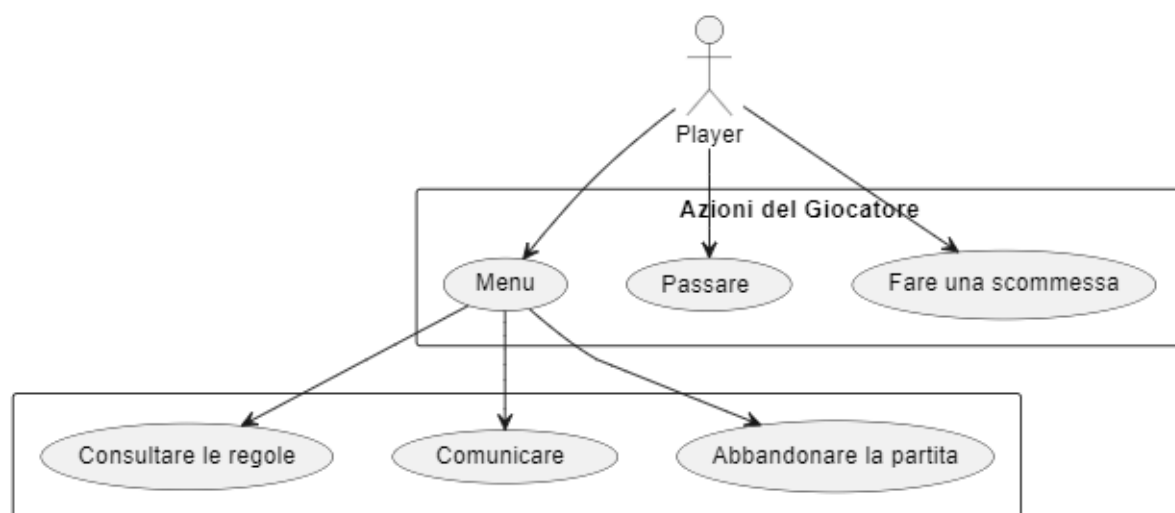 Player
Azioni del Giocatore
Menu
Passare
Fare una scommessa
Consultare le regole
Comunicare
Abbandonare la partita